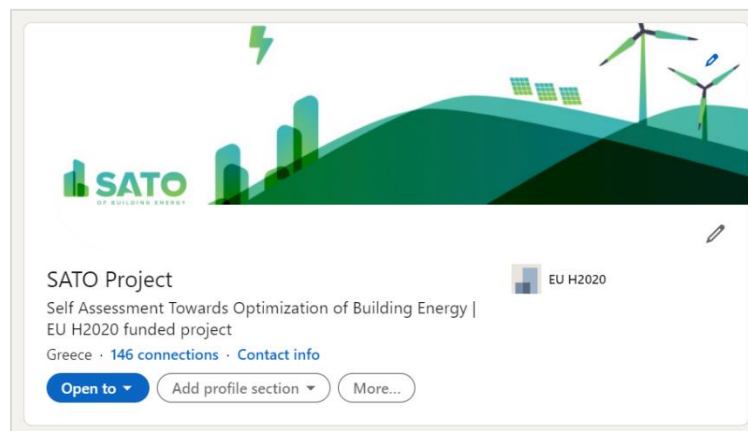 SATO
OF BUILDING ENERGY
SATO Project
EU H2020
Self Assessment Towards Optimization of Building Energy |
EU H2020 funded project
Greece · 146 connections · Contact info
Open to
Add profile section
More...